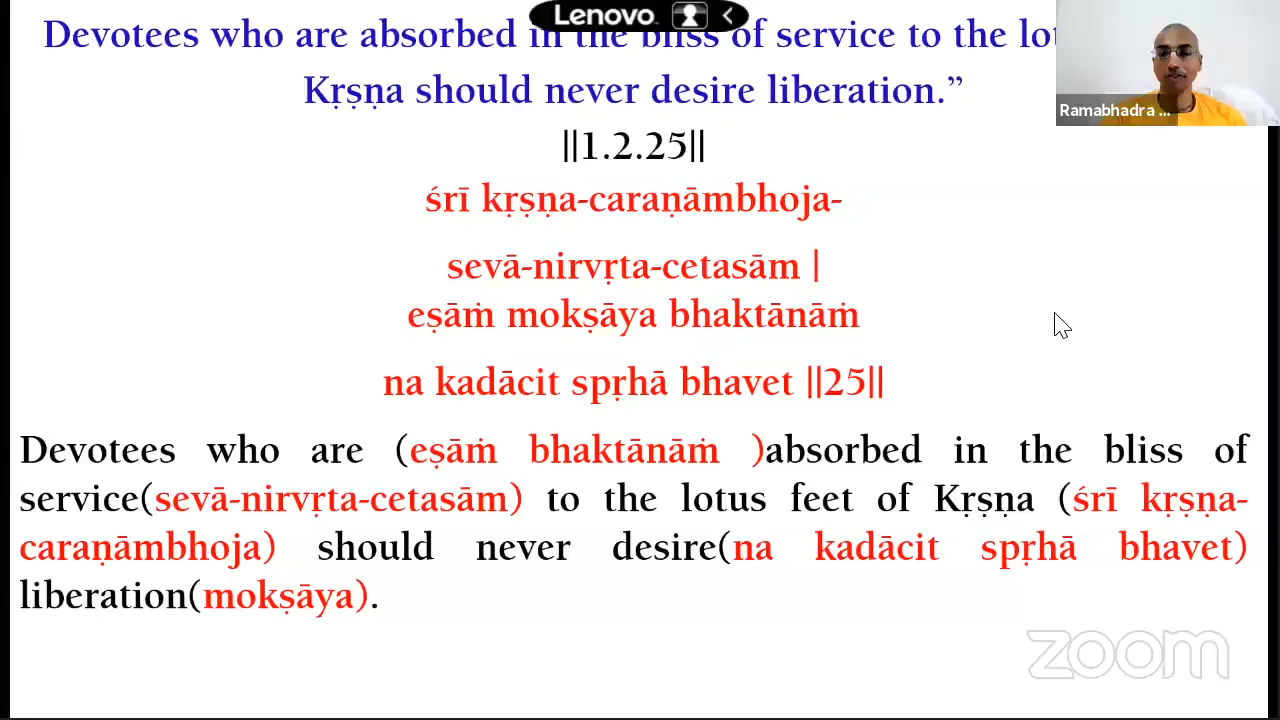 Lenovo
Devotees who are absorbed in the bliss of service to the
Kṛṣṇa should never desire liberation.”
Ramabhadra ...
||1.2.25||
śrī kṛṣṇa-caraṇāmbhoja-
sevā-nirvṛta-cetasām |
eṣāṁ mokṣāya bhaktānāṁ
na kadācit spṛhā bhavet ||25||
Devotees who are (eṣāṁ bhaktānāṁ )absorbed in the bliss of
service(sevā-nirvṛta-cetasām) to the lotus feet of Kṛṣṇa (śrī kṛṣṇa-
caraṇāmbhoja) should never desire(na kadācit spṛhā bhavet)
liberation(mokṣāya).
zoom